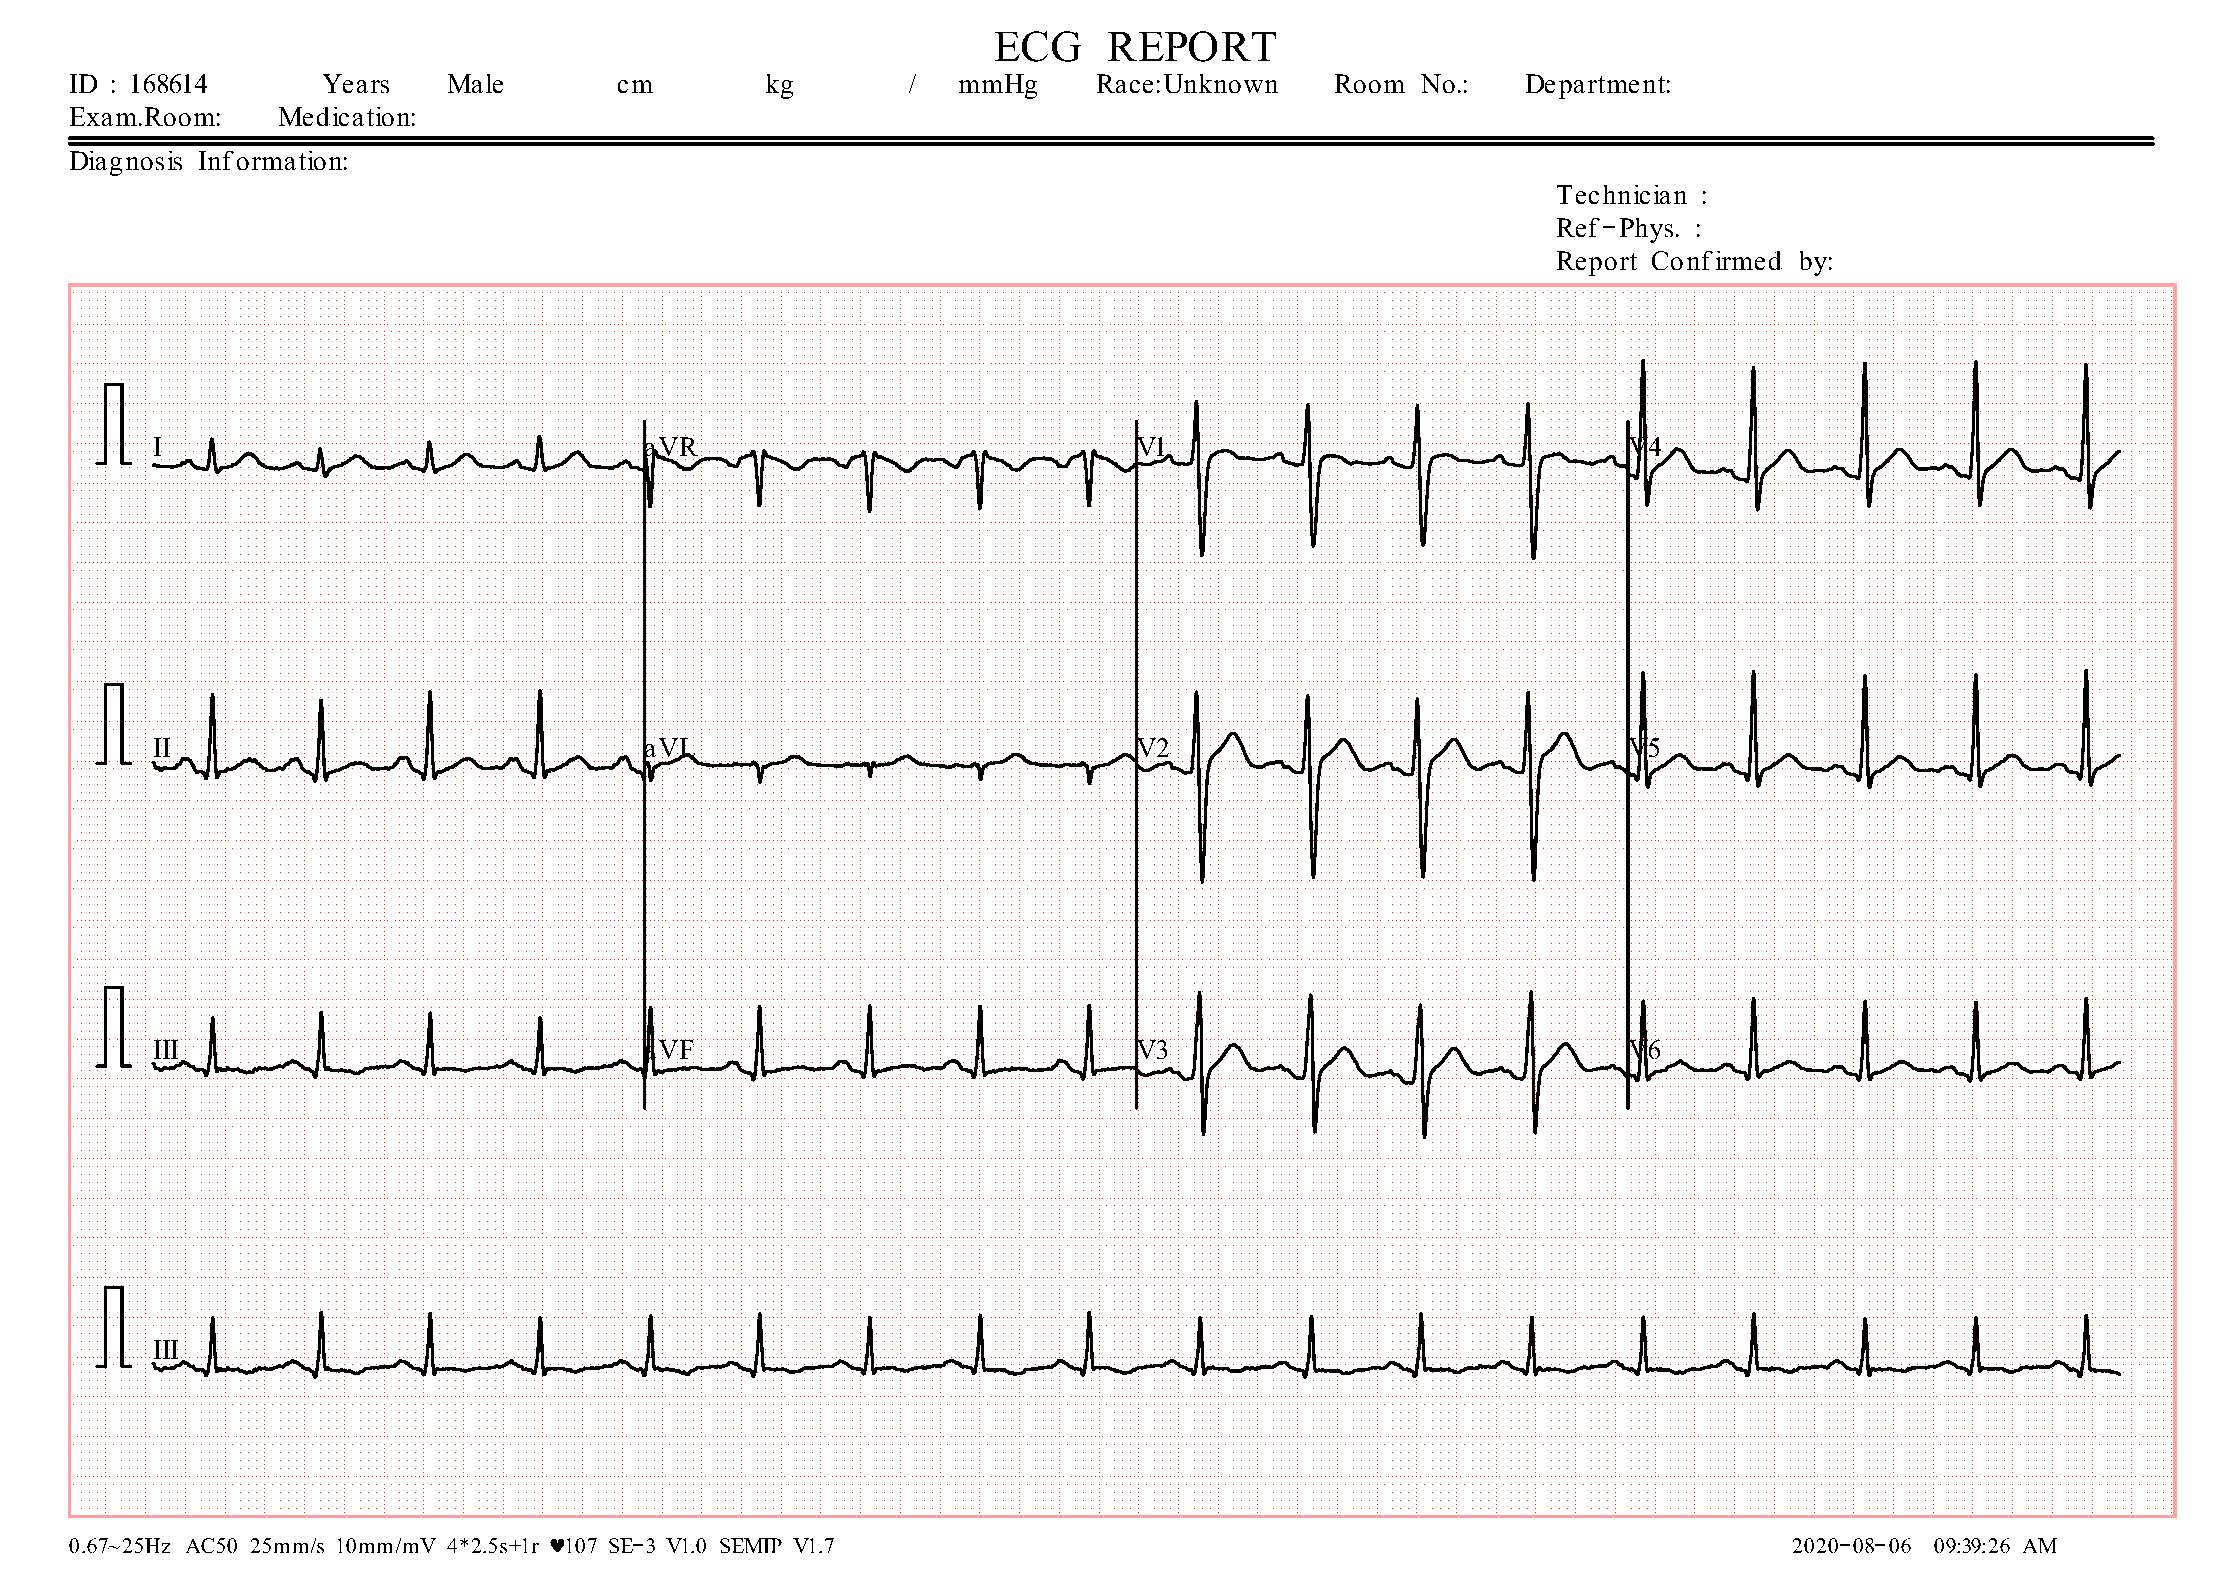 ECG REPORT
ID : 168614 Years Male cm kg / mmHg Race:Unknown Room No.: Department:
Exam.Room: Medication:
Diagnosis Information:
Technician :
Ref-Phys. :
Report Confirmed by:
I aVR V1 V4
II aVL V2 V5
III aVF V3 V6
III
0.67~25Hz AC50 25mm/s 10mm/mV 4*2.5s+1r ♥107 SE-3 V1.0 SEMIP V1.7
2020-08-06 09:39:26 AM